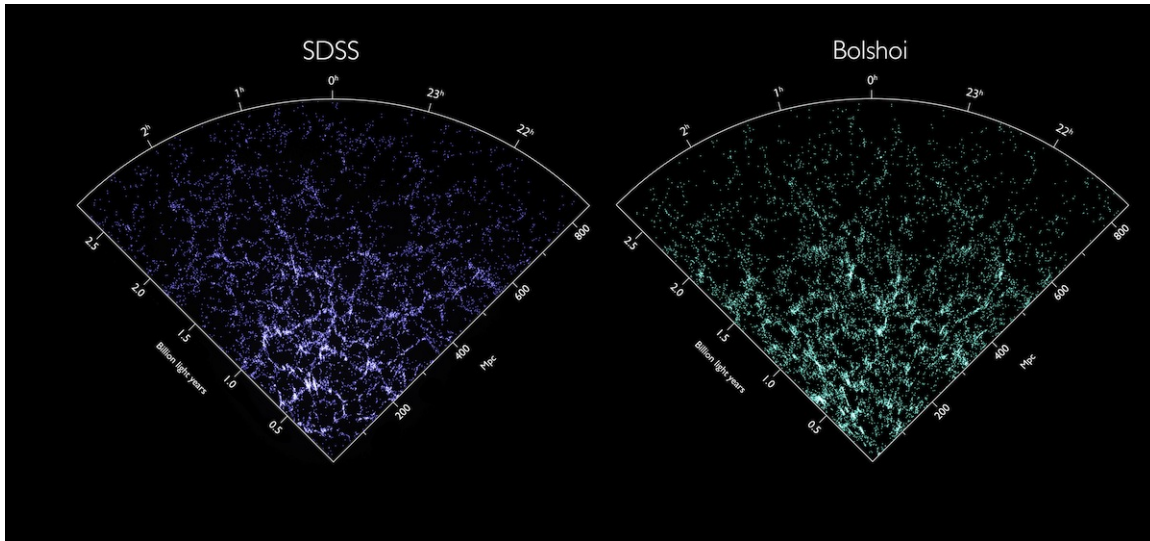 SDSS
0ʰ
1ʰ
23ʰ
2ʰ
22ʰ
2.5
800
2.0
600
1.5
400
Billion light years
Mpc
1.0
200
0.5
Bolshoi
0ʰ
1ʰ
23ʰ
2ʰ
22ʰ
2.5
800
2.0
600
1.5
400
Billion light years
Mpc
1.0
200
0.5